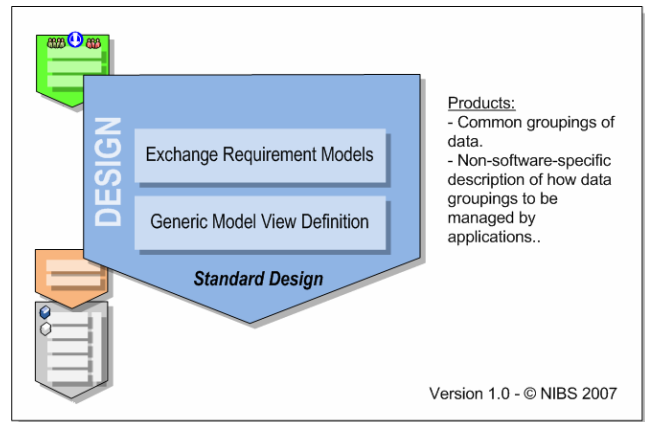 DESIGN
Exchange Requirement Models
Generic Model View Definition
Standard Design
Products:
- Common groupings of
data.
- Non-software-specific
description of how data
groupings to be
managed by
applications..
Version 1.0 - © NIBS 2007